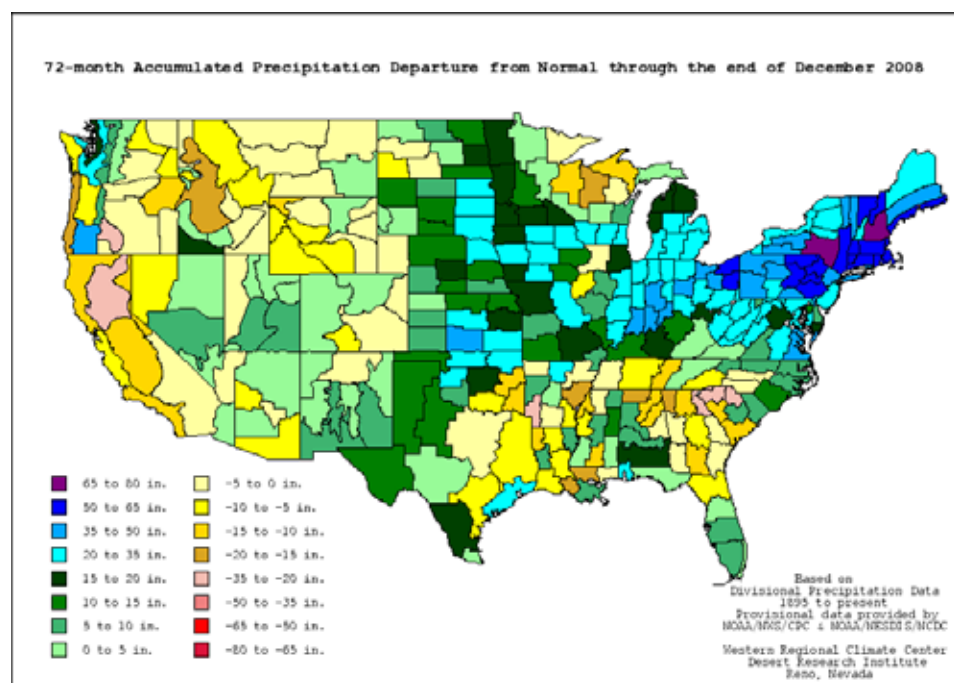 72-month Accumulated Precipitation Departure from Normal through the end of December 2008
65 to 80 in.
50 to 65 in.
35 to 50 in.
20 to 35 in.
15 to 20 in.
10 to 15 in.
5 to 10 in.
0 to 5 in.
-5 to 0 in.
-10 to -5 in.
-15 to -10 in.
-20 to -15 in.
-35 to -20 in.
-50 to -35 in.
-65 to -50 in.
-80 to -65 in.
Based on
Divisional Precipitation Data
1895 to present
Provisional data provided by
NOAA/NWS/CPC & NOAA/NESDIS/NCDC
Western Regional Climate Center
Desert Research Institute
Reno, Nevada